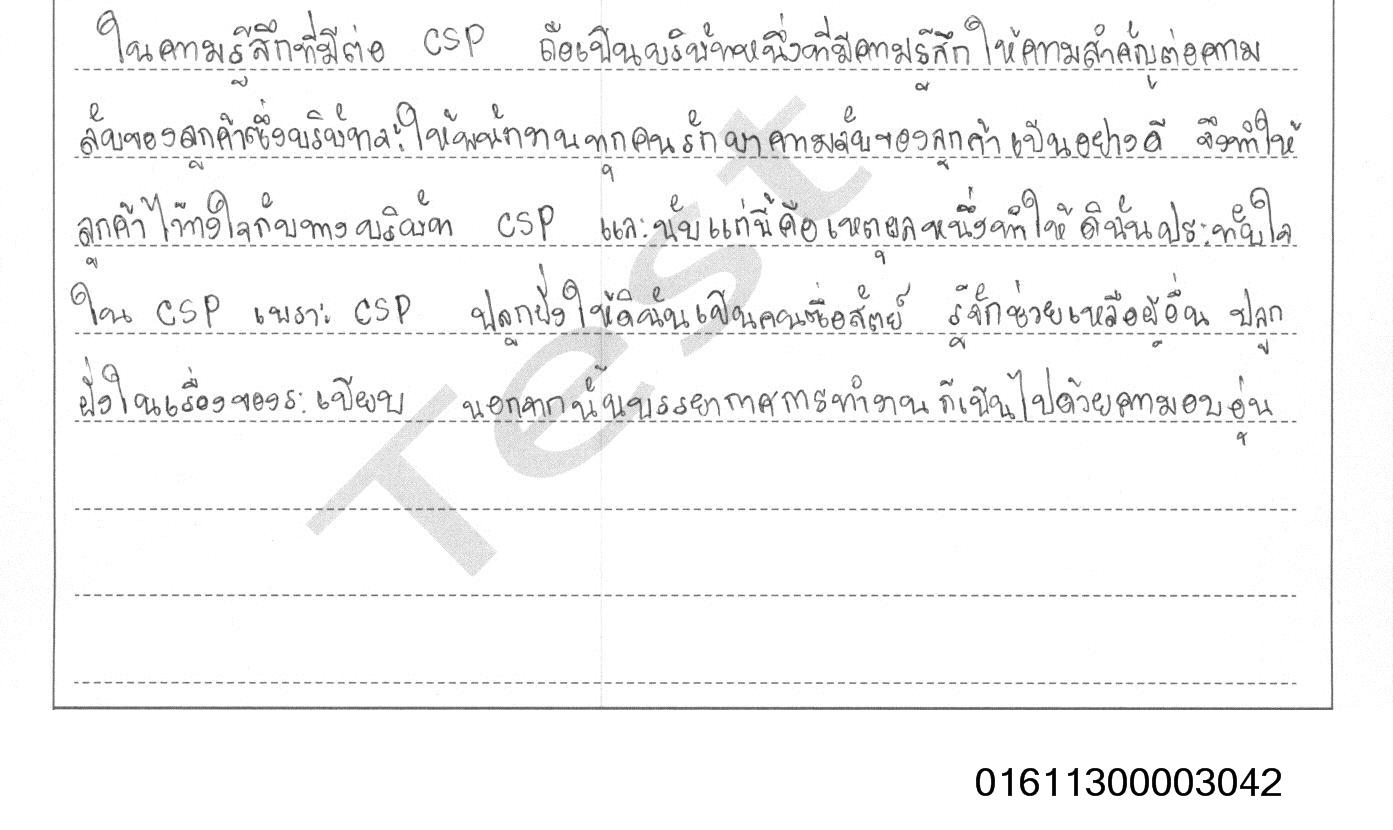 ในความรู้สึกที่มีต่อ CSP ถือเป็นบริษัทหนึ่งที่มีความรู้สึกให้ความสำคัญต่อความ
ลับของลูกค้าซึ่งบริษัทจะให้พนักงานทุกคนรักษาความลับของลูกค้าเป็นอย่างดี จึงทำให้
ลูกค้าไว้วางใจกับทางบริษัท CSP และนับแต่นี้คือเหตุผลหนึ่งทำให้ดิฉันประทับใจ
ใน CSP เพราะ CSP ปลูกฝังให้ดิฉันเป็นคนซื่อสัตย์ รู้จักช่วยเหลือผู้อื่น ปลูก
ฝังในเรื่องของระเบียบ นอกจากนั้นบรรยากาศการทำงานก็เป็นไปด้วยความอบอุ่น
Test
01611300003042